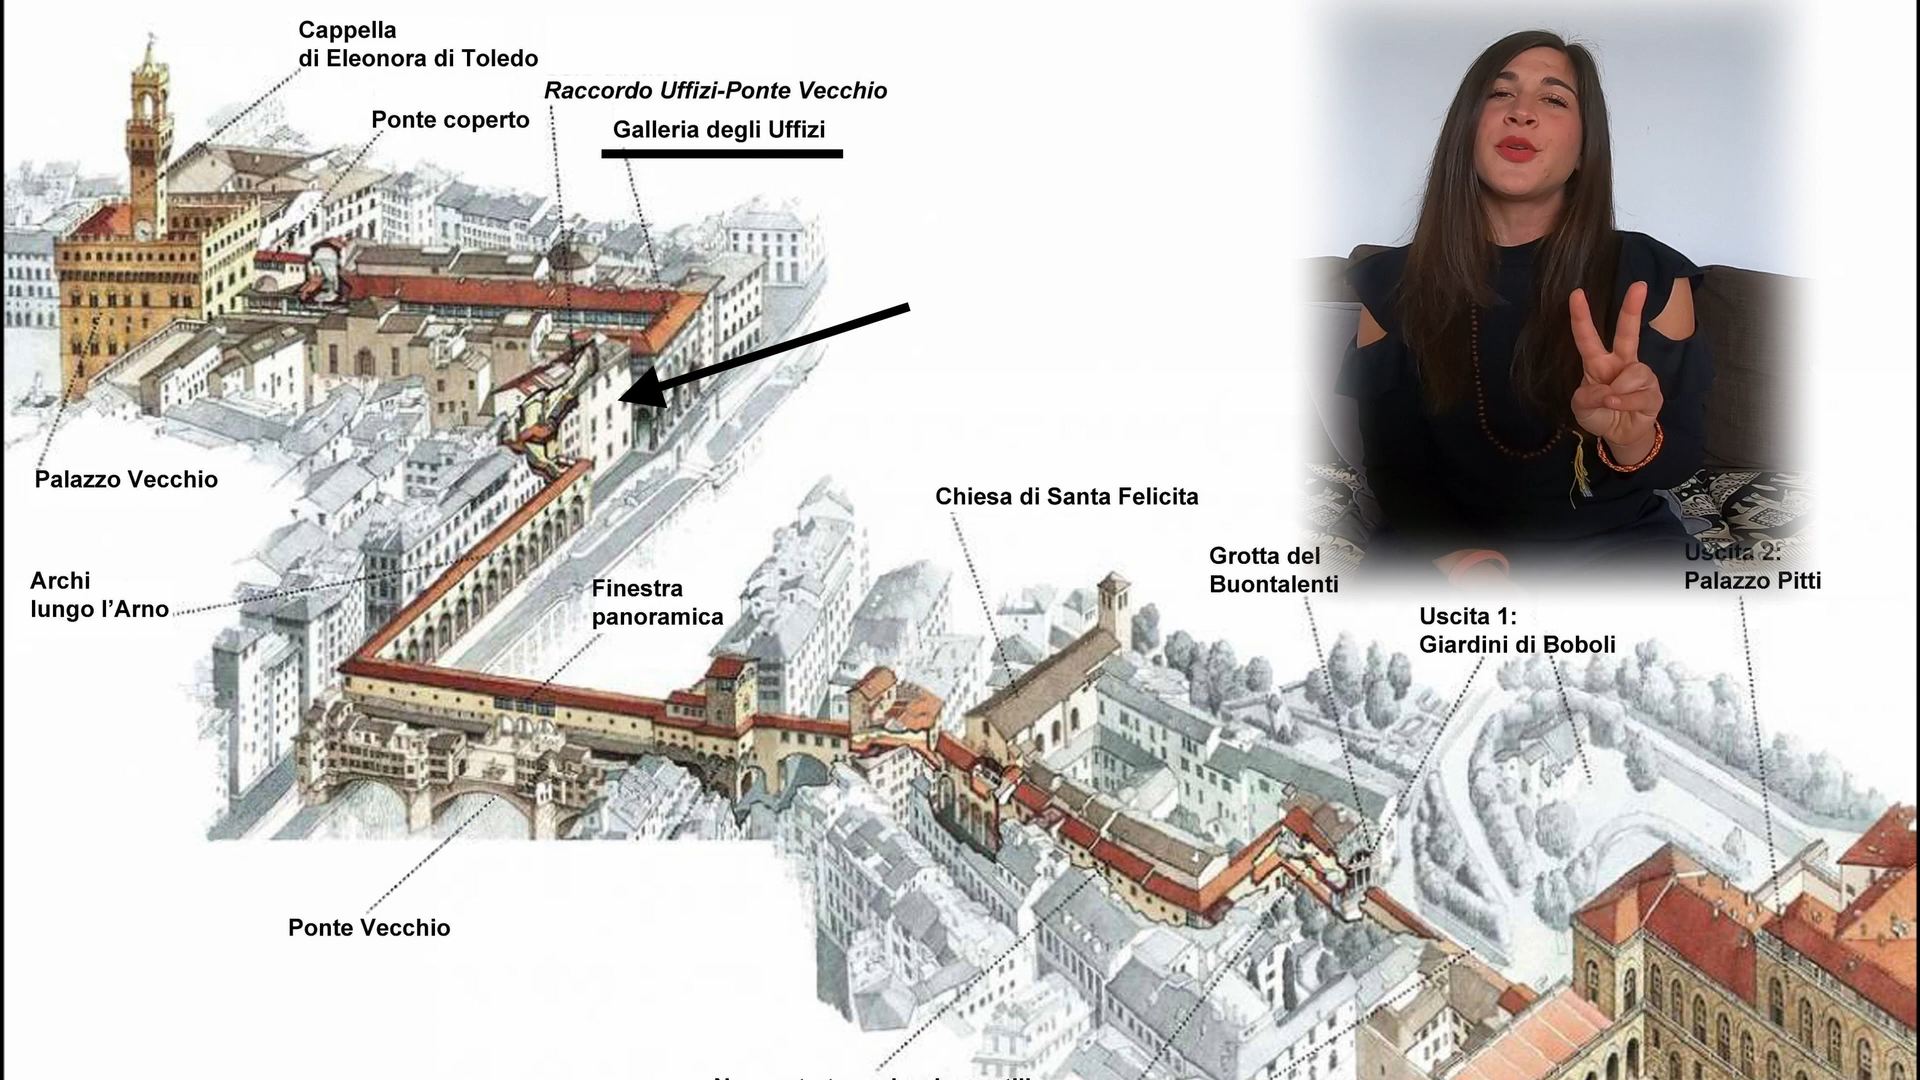 Cappella
di Eleonora di Toledo
Raccordo Uffizi-Ponte Vecchio
Ponte coperto
Galleria degli Uffizi
Palazzo Vecchio
Chiesa di Santa Felicita
Grotta del
Buontalenti
Uscita 2:
Palazzo Pitti
Archi
lungo l’Arno
Finestra
panoramica
Uscita 1:
Giardini di Boboli
Ponte Vecchio